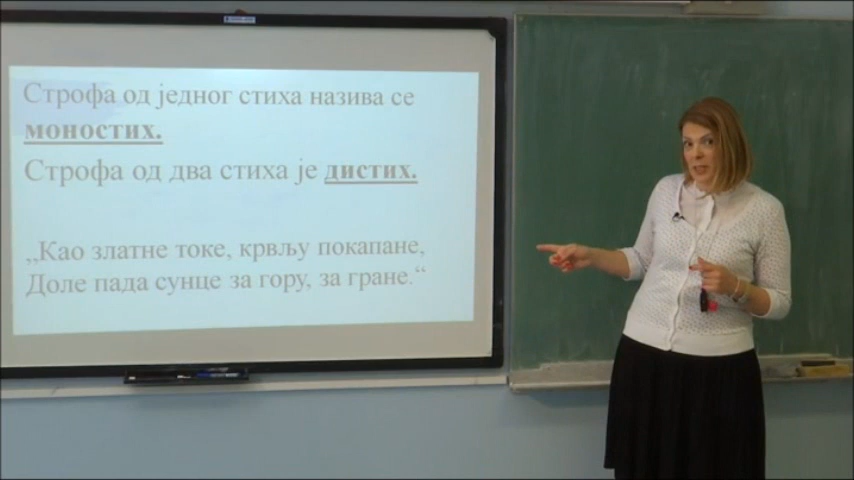 Строфа од једног стиха назива се
моностих.
Строфа од два стиха је дистих.
„Као златне токе, крвљу покапане,
Доле пада сунце за гору, за гране.“